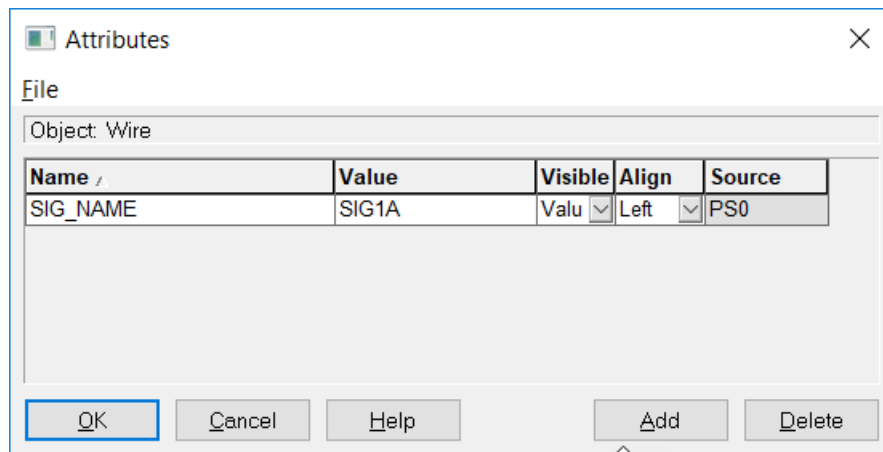 Attributes
File
Object: Wire
Name Value Visible Align Source
SIG_NAME SIG1A Valu Left PS0
OK Cancel Help Add Delete